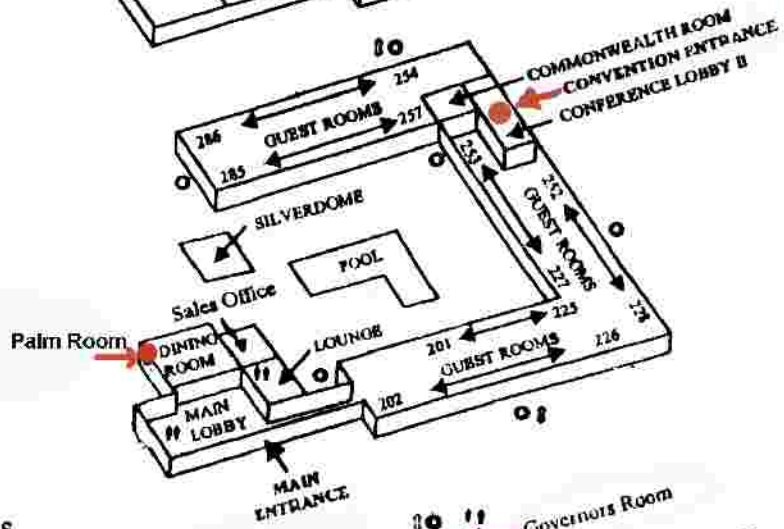 COMMONWEALTH ROOM
CONVENTION ENTRANCE
CONFERENCE LOBBY II
254
GUEST ROOMS
257
286
285
253
252
GUEST ROOMS
227
228
SILVERDOME
POOL
Sales Office
Palm Room
DINING
ROOM
LOUNGE
201
225
GUEST ROOMS
226
202
MAIN
LOBBY
MAIN
ENTRANCE
Governors Room